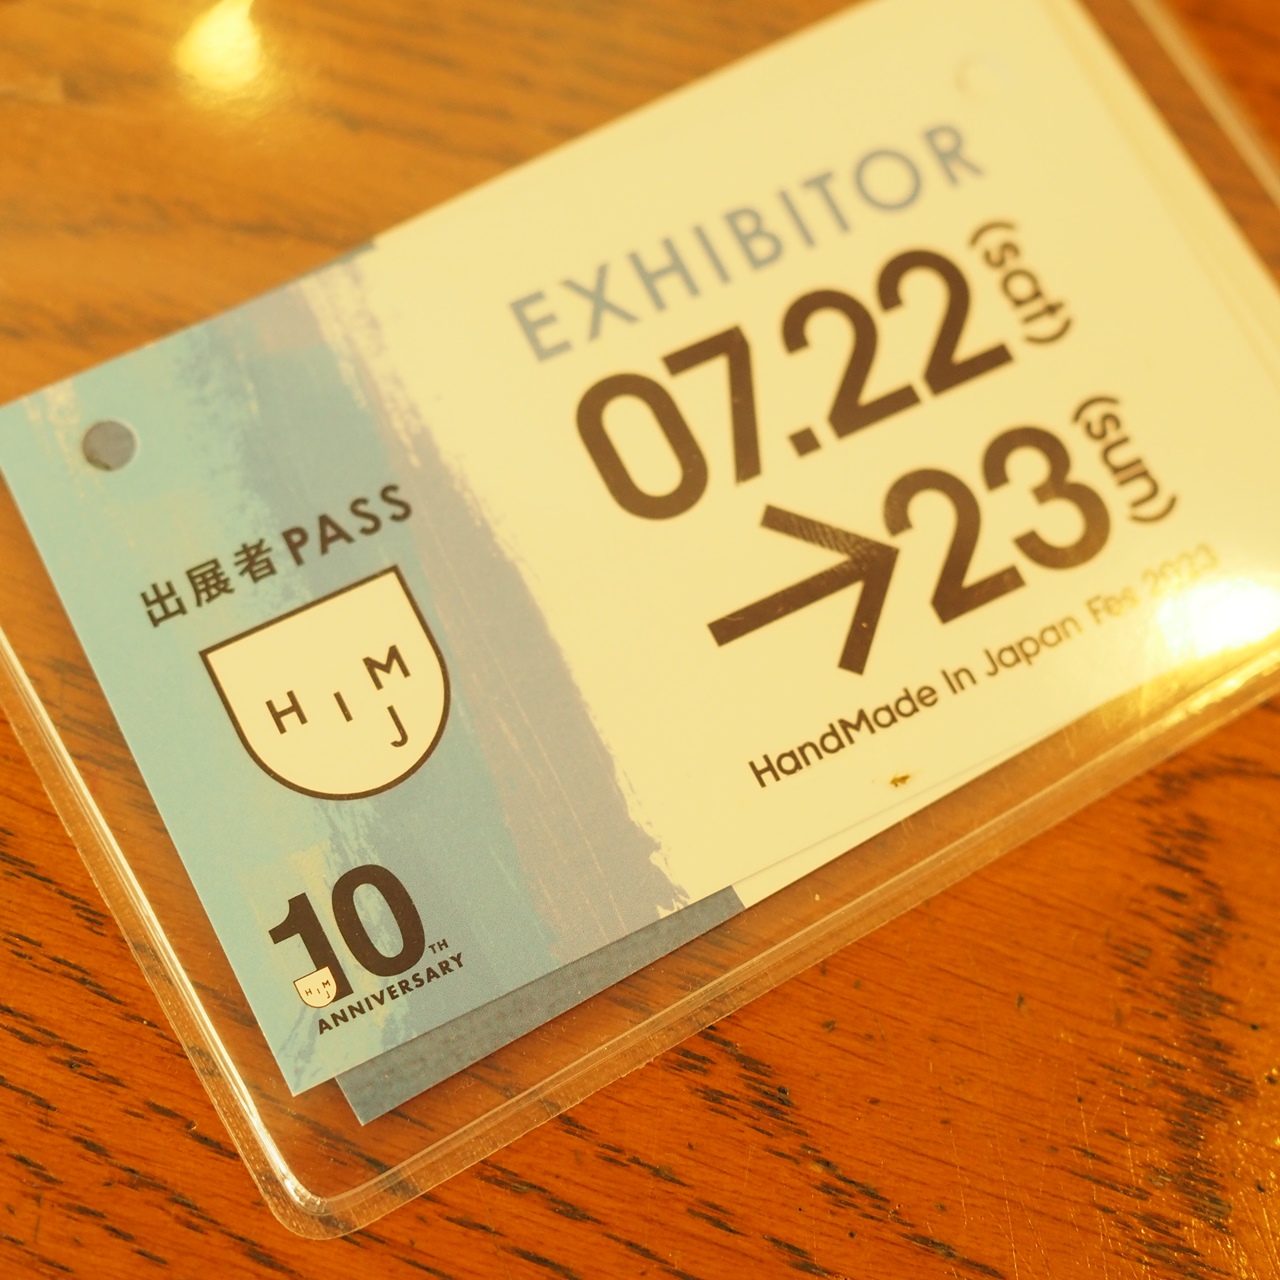 EXHIBITOR
07.22(sat)
→23(sun)
HandMade In Japan Fes 2023
出展者PASS
H I M
J
10TH
H I M
J
ANNIVERSARY